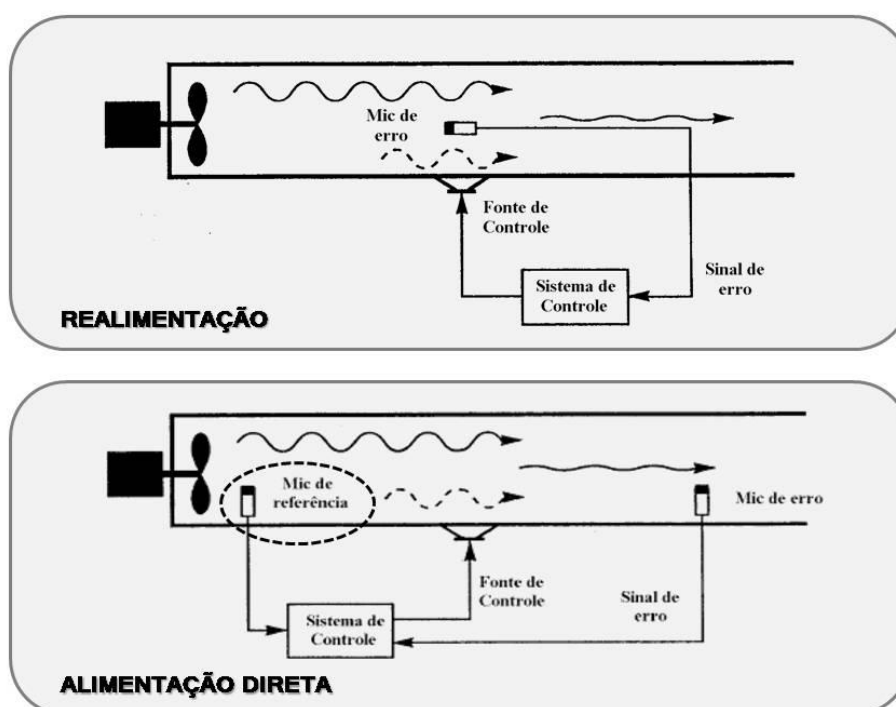 Mic de
erro
Fonte de
Controle
Sistema de
Controle
Sinal de
erro
REALIMENTAÇÃO
Mic de
referência
Mic de erro
Fonte de
Controle
Sistema de
Controle
Sinal de
erro
ALIMENTAÇÃO DIRETA